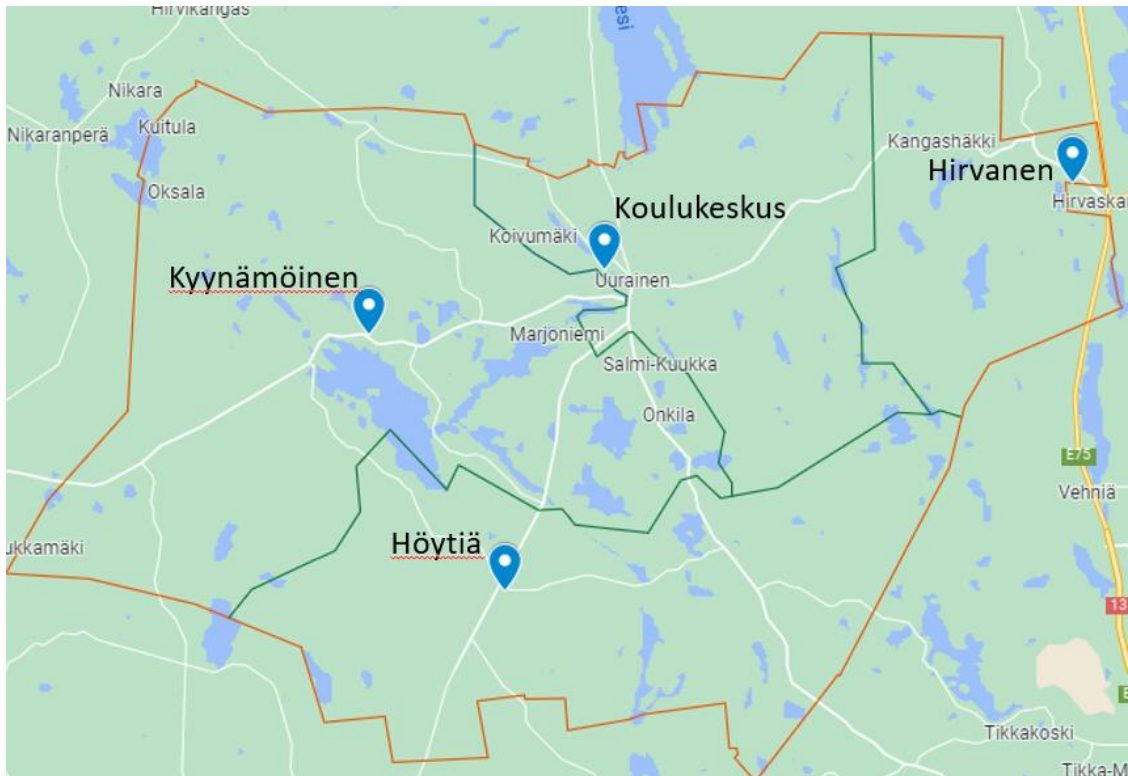 Hirvikangas
esi
Nikara
Nikaranperä
Kuitula
Kangashäkki
Hirvanen
Oksala
Hirvaska
Koulukeskus
Koivumäki
Kyynämöinen
Uurainen
Marjoniemi
Salmi-Kuukka
Onkila
E75
Vehniä
ukkamäki
Höytiä
13
E
Tikkakoski
Tikka-M